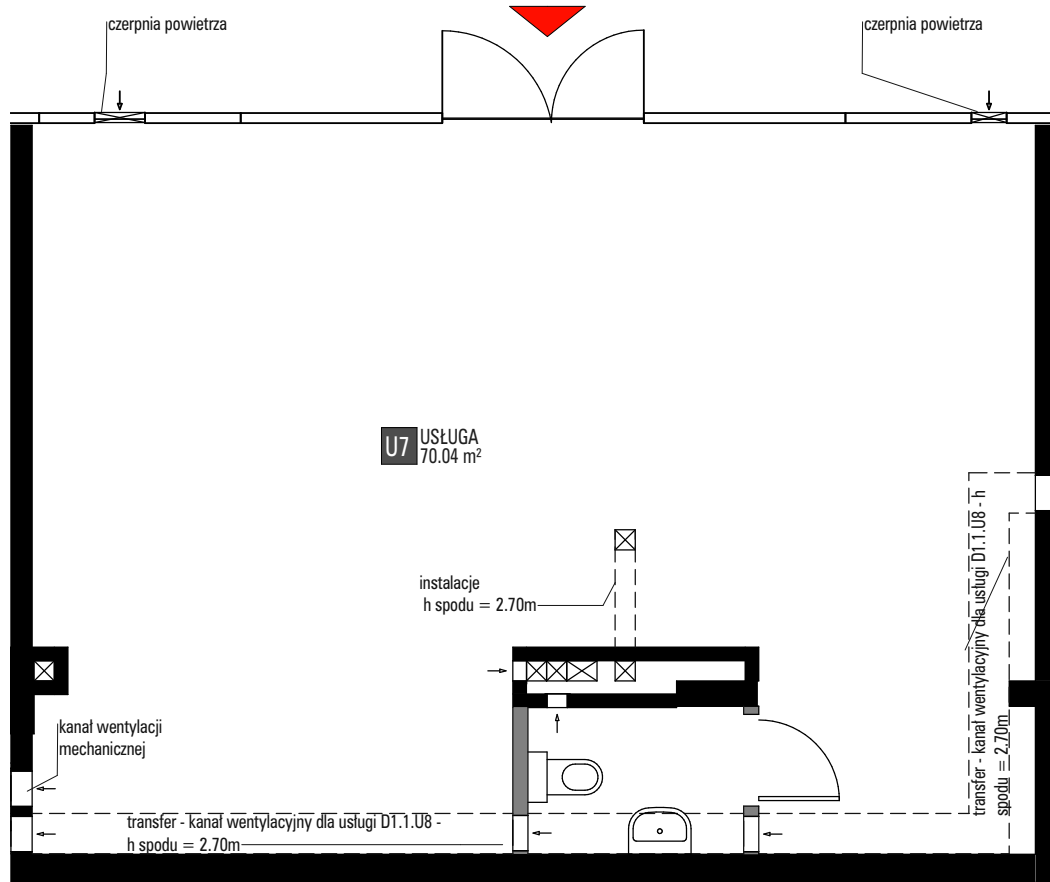 czerpnia powietrza
czerpnia powietrza
U7
USŁUGA
70.04 m²
instalacje
h spodu = 2.70m
kanał wentylacji
mechanicznej
transfer - kanał wentylacyjny dla usługi D1.1.U8 -
h spodu = 2.70m
transfer - kanał wentylacyjny dla usługi D1.1.U8 - h
spodu = 2.70m